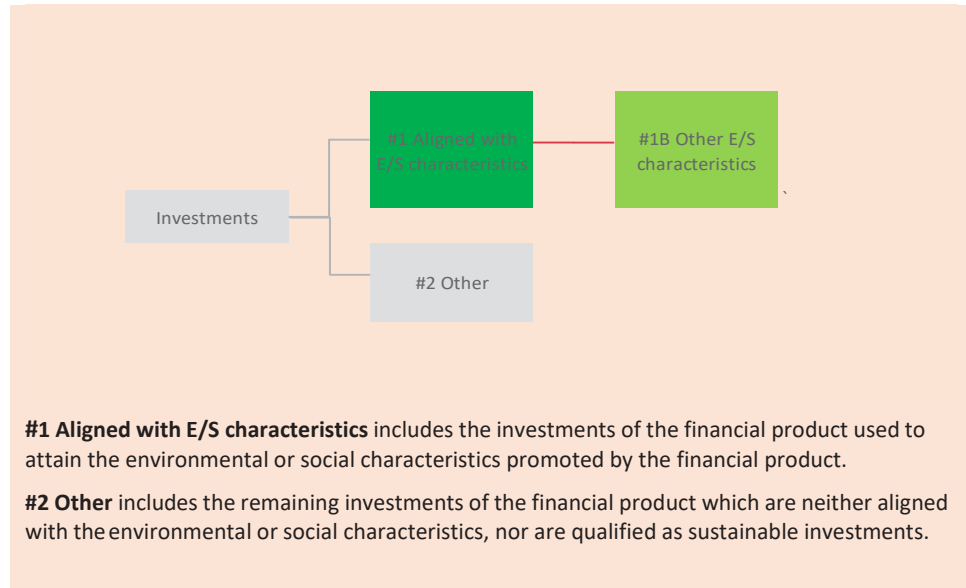 #1 Aligned with
E/S characteristics
#1B Other E/S
characteristics
`
Investments
#2 Other
#1 Aligned with E/S characteristics includes the investments of the financial product used to
attain the environmental or social characteristics promoted by the financial product.
#2 Other includes the remaining investments of the financial product which are neither aligned
with the environmental or social characteristics, nor are qualified as sustainable investments.